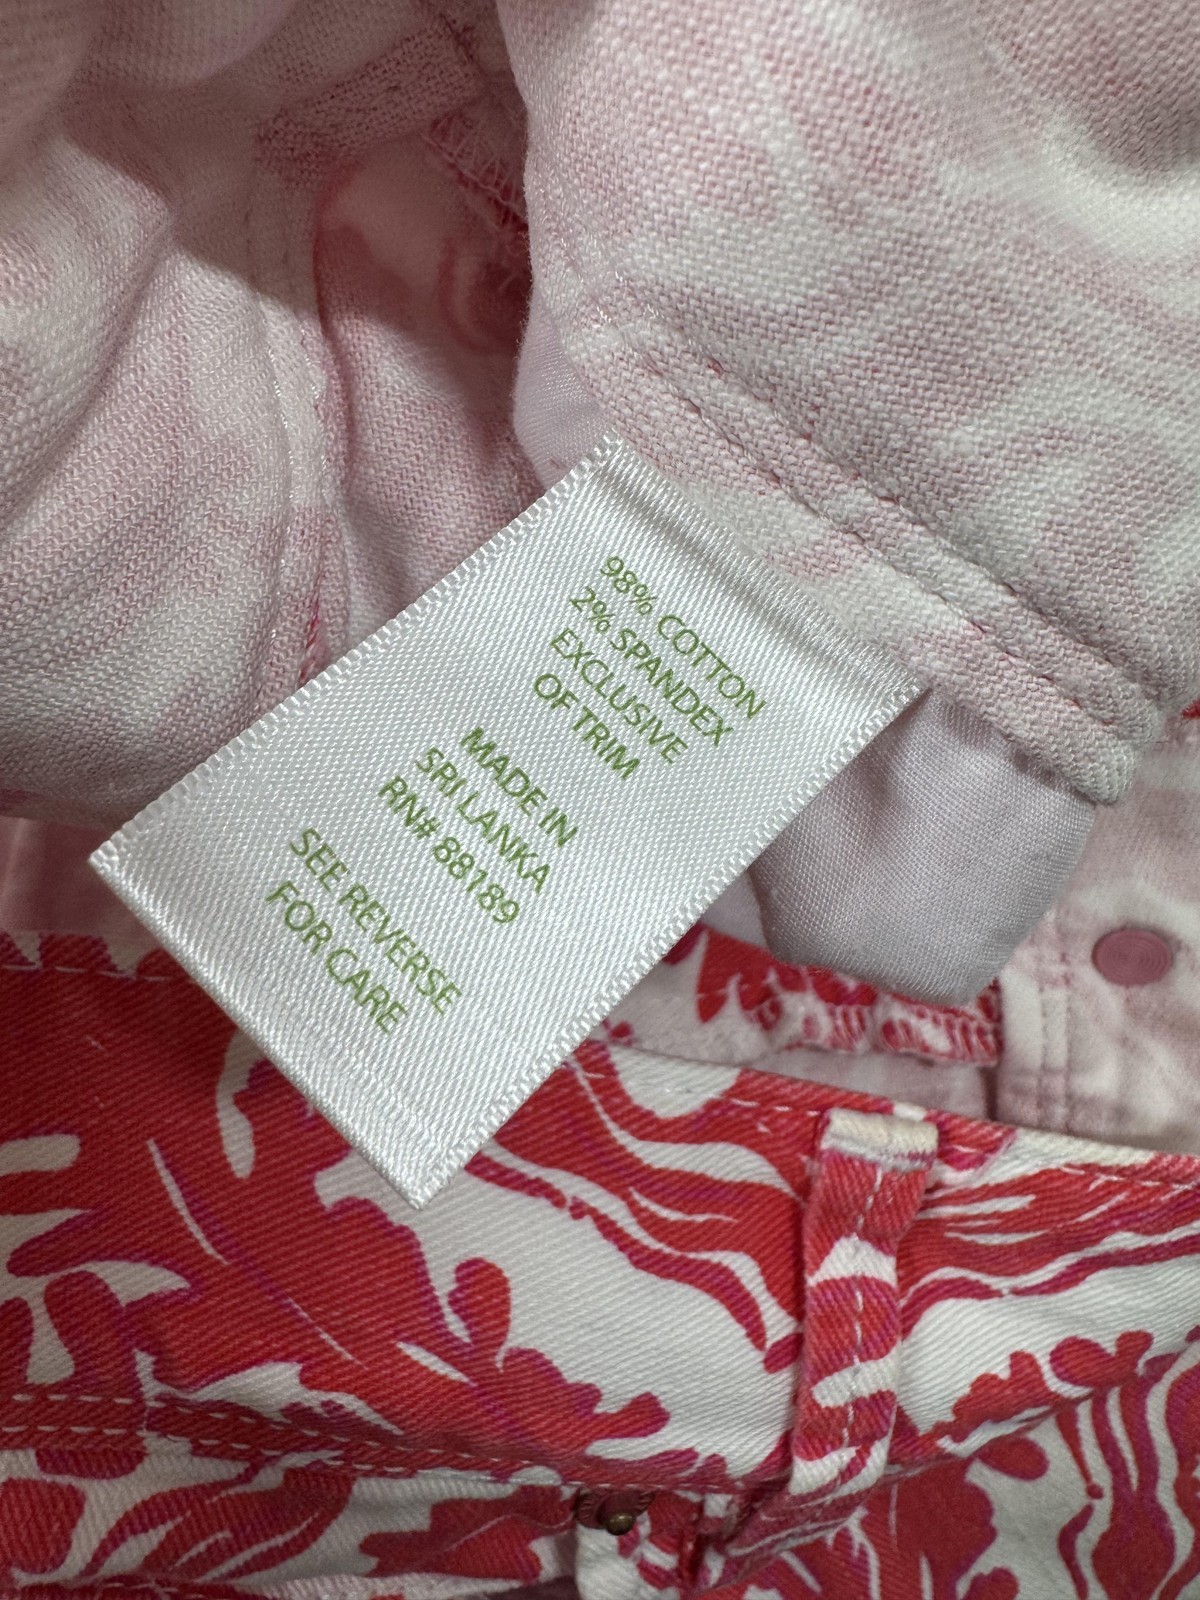 98% COTTON
2% SPANDEX
EXCLUSIVE
OF TRIM
MADE IN
SRI LANKA
RN# 88189
SEE REVERSE
FOR CARE